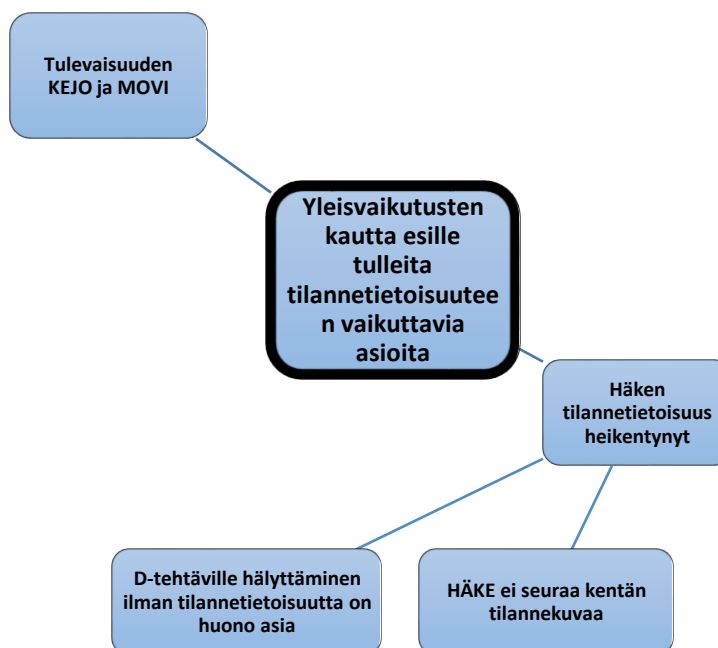 Tulevaisuuden
KEJO ja MOVI
Yleisvaikutusten
kautta esille
tulleita
tilannetietoisuutee
n vaikuttavia
asioita
Häken
tilannetietoisuus
heikentynyt
D-tehtäville hälyttäminen
ilman tilannetietoisuutta on
huono asia
HÄKE ei seuraa kentän
tilannekuvaa